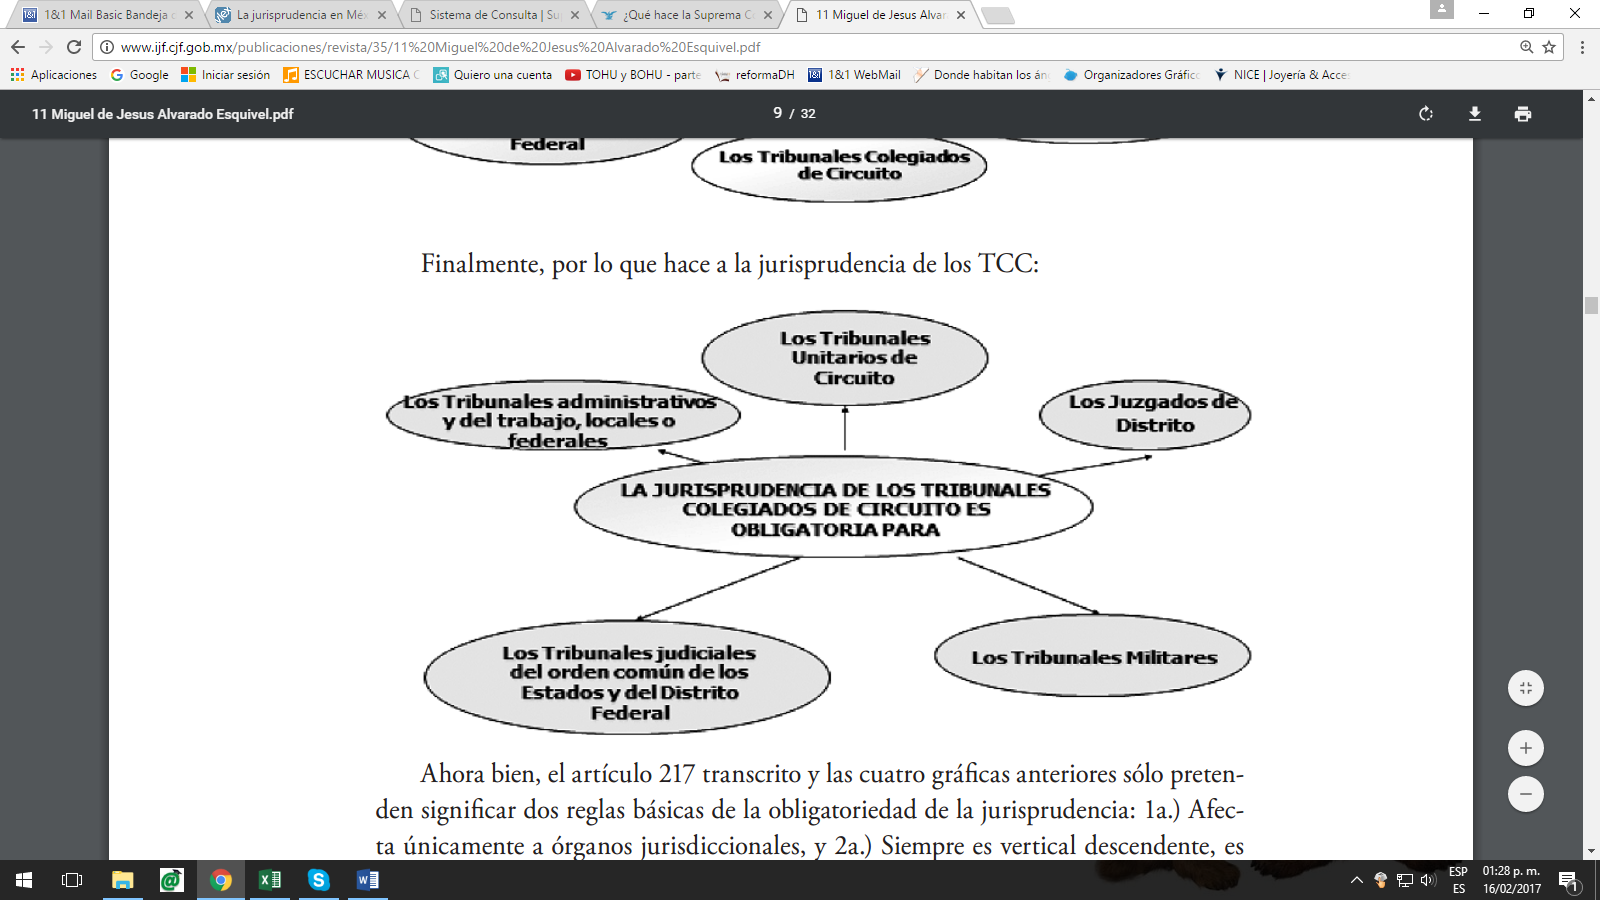 1&1 Mail Basic Bandeja d
La jurisprudencia en Méx
Sistema de Consulta | Su
¿Qué hace la Suprema C
11 Miguel de Jesus Alvar
www.ijf.cjf.gob.mx/publicaciones/revista/35/11%20Miguel%20de%20Jesus%20Alvarado%20Esquivel.pdf
Aplicaciones
Google
Iniciar sesión
ESCUCHAR MUSICA C
Quiero una cuenta
TOHU y BOHU - parte
reformaDH
1&1 WebMail
Donde habitan los án
Organizadores Gráfic
NICE | Joyería & Acce
11 Miguel de Jesus Alvarado Esquivel.pdf
9 / 32
Federal
Los Tribunales Colegiados
de Circuito
Finalmente, por lo que hace a la jurisprudencia de los TCC:
Los Tribunales
Unitarios de
Circuito
Los Tribunales administrativos
y del trabajo, locales o
federales
Los Juzgados de
Distrito
LA JURISPRUDENCIA DE LOS TRIBUNALES
COLEGIADOS DE CIRCUITO ES
OBLIGATORIA PARA
Los Tribunales judiciales
del orden común de los
Estados y del Distrito
Federal
Los Tribunales Militares
Ahora bien, el artículo 217 transcrito y las cuatro gráficas anteriores sólo preten-
den significar dos reglas básicas de la obligatoriedad de la jurisprudencia: 1a.) Afec-
ta únicamente a órganos jurisdiccionales, y 2a.) Siempre es vertical descendente, es
ESP
ES
01:28 p. m.
16/02/2017
1